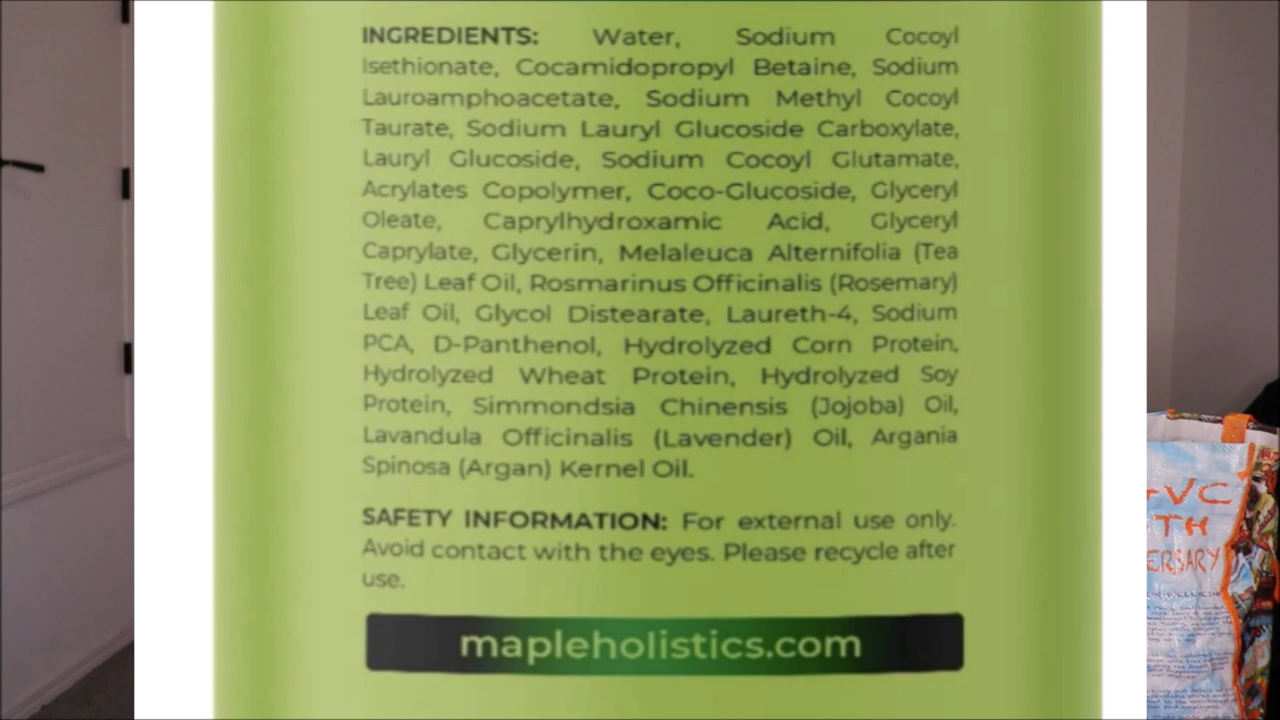 INGREDIENTS: Water, Sodium Cocoyl
Isethionate, Cocamidopropyl Betaine, Sodium
Lauroamphoacetate, Sodium Methyl Cocoyl
Taurate, Sodium Lauryl Glucoside Carboxylate,
Lauryl Glucoside, Sodium Cocoyl Glutamate,
Acrylates Copolymer, Coco-Glucoside, Glyceryl
Oleate, Caprylhydroxamic Acid, Glyceryl
Caprylate, Glycerin, Melaleuca Alternifolia (Tea
Tree) Leaf Oil, Rosmarinus Officinalis (Rosemary)
Leaf Oil, Glycol Distearate, Laureth-4, Sodium
PCA, D-Panthenol, Hydrolyzed Corn Protein,
Hydrolyzed Wheat Protein, Hydrolyzed Soy
Protein, Simmondsia Chinensis (Jojoba) Oil,
Lavandula Officinalis (Lavender) Oil, Argania
Spinosa (Argan) Kernel Oil.
SAFETY INFORMATION: For external use only.
Avoid contact with the eyes. Please recycle after
use.
mapleholistics.com
VC
TH